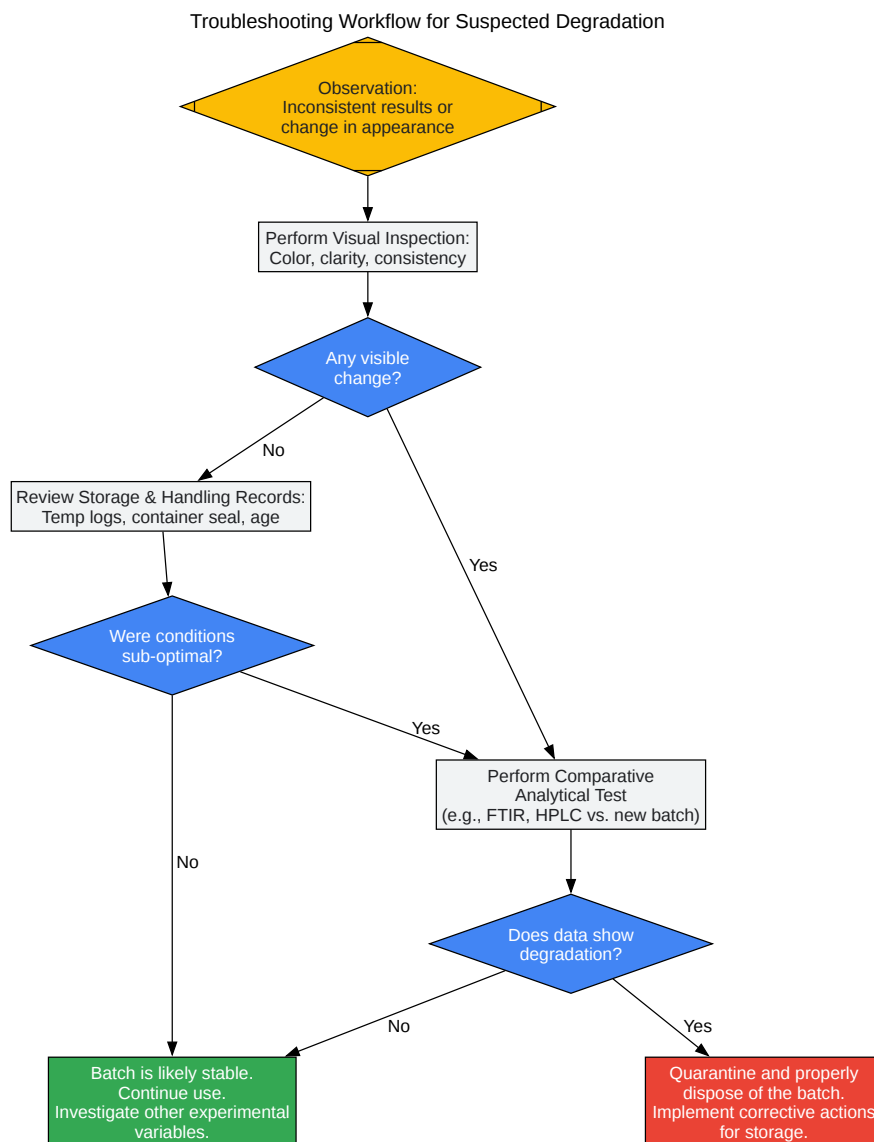 Troubleshooting Workflow for Suspected Degradation
Observation:
Inconsistent results or
change in appearance
Perform Visual Inspection:
Color, clarity, consistency
Any visible
change?
No
Review Storage & Handling Records:
Temp logs, container seal, age
Yes
Were conditions
sub-optimal?
Yes
Perform Comparative
Analytical Test
(e.g., FTIR, HPLC vs. new batch)
No
Does data show
degradation?
No
Yes
Batch is likely stable.
Continue use.
Investigate other experimental
variables.
Quarantine and properly
dispose of the batch.
Implement corrective actions
for storage.